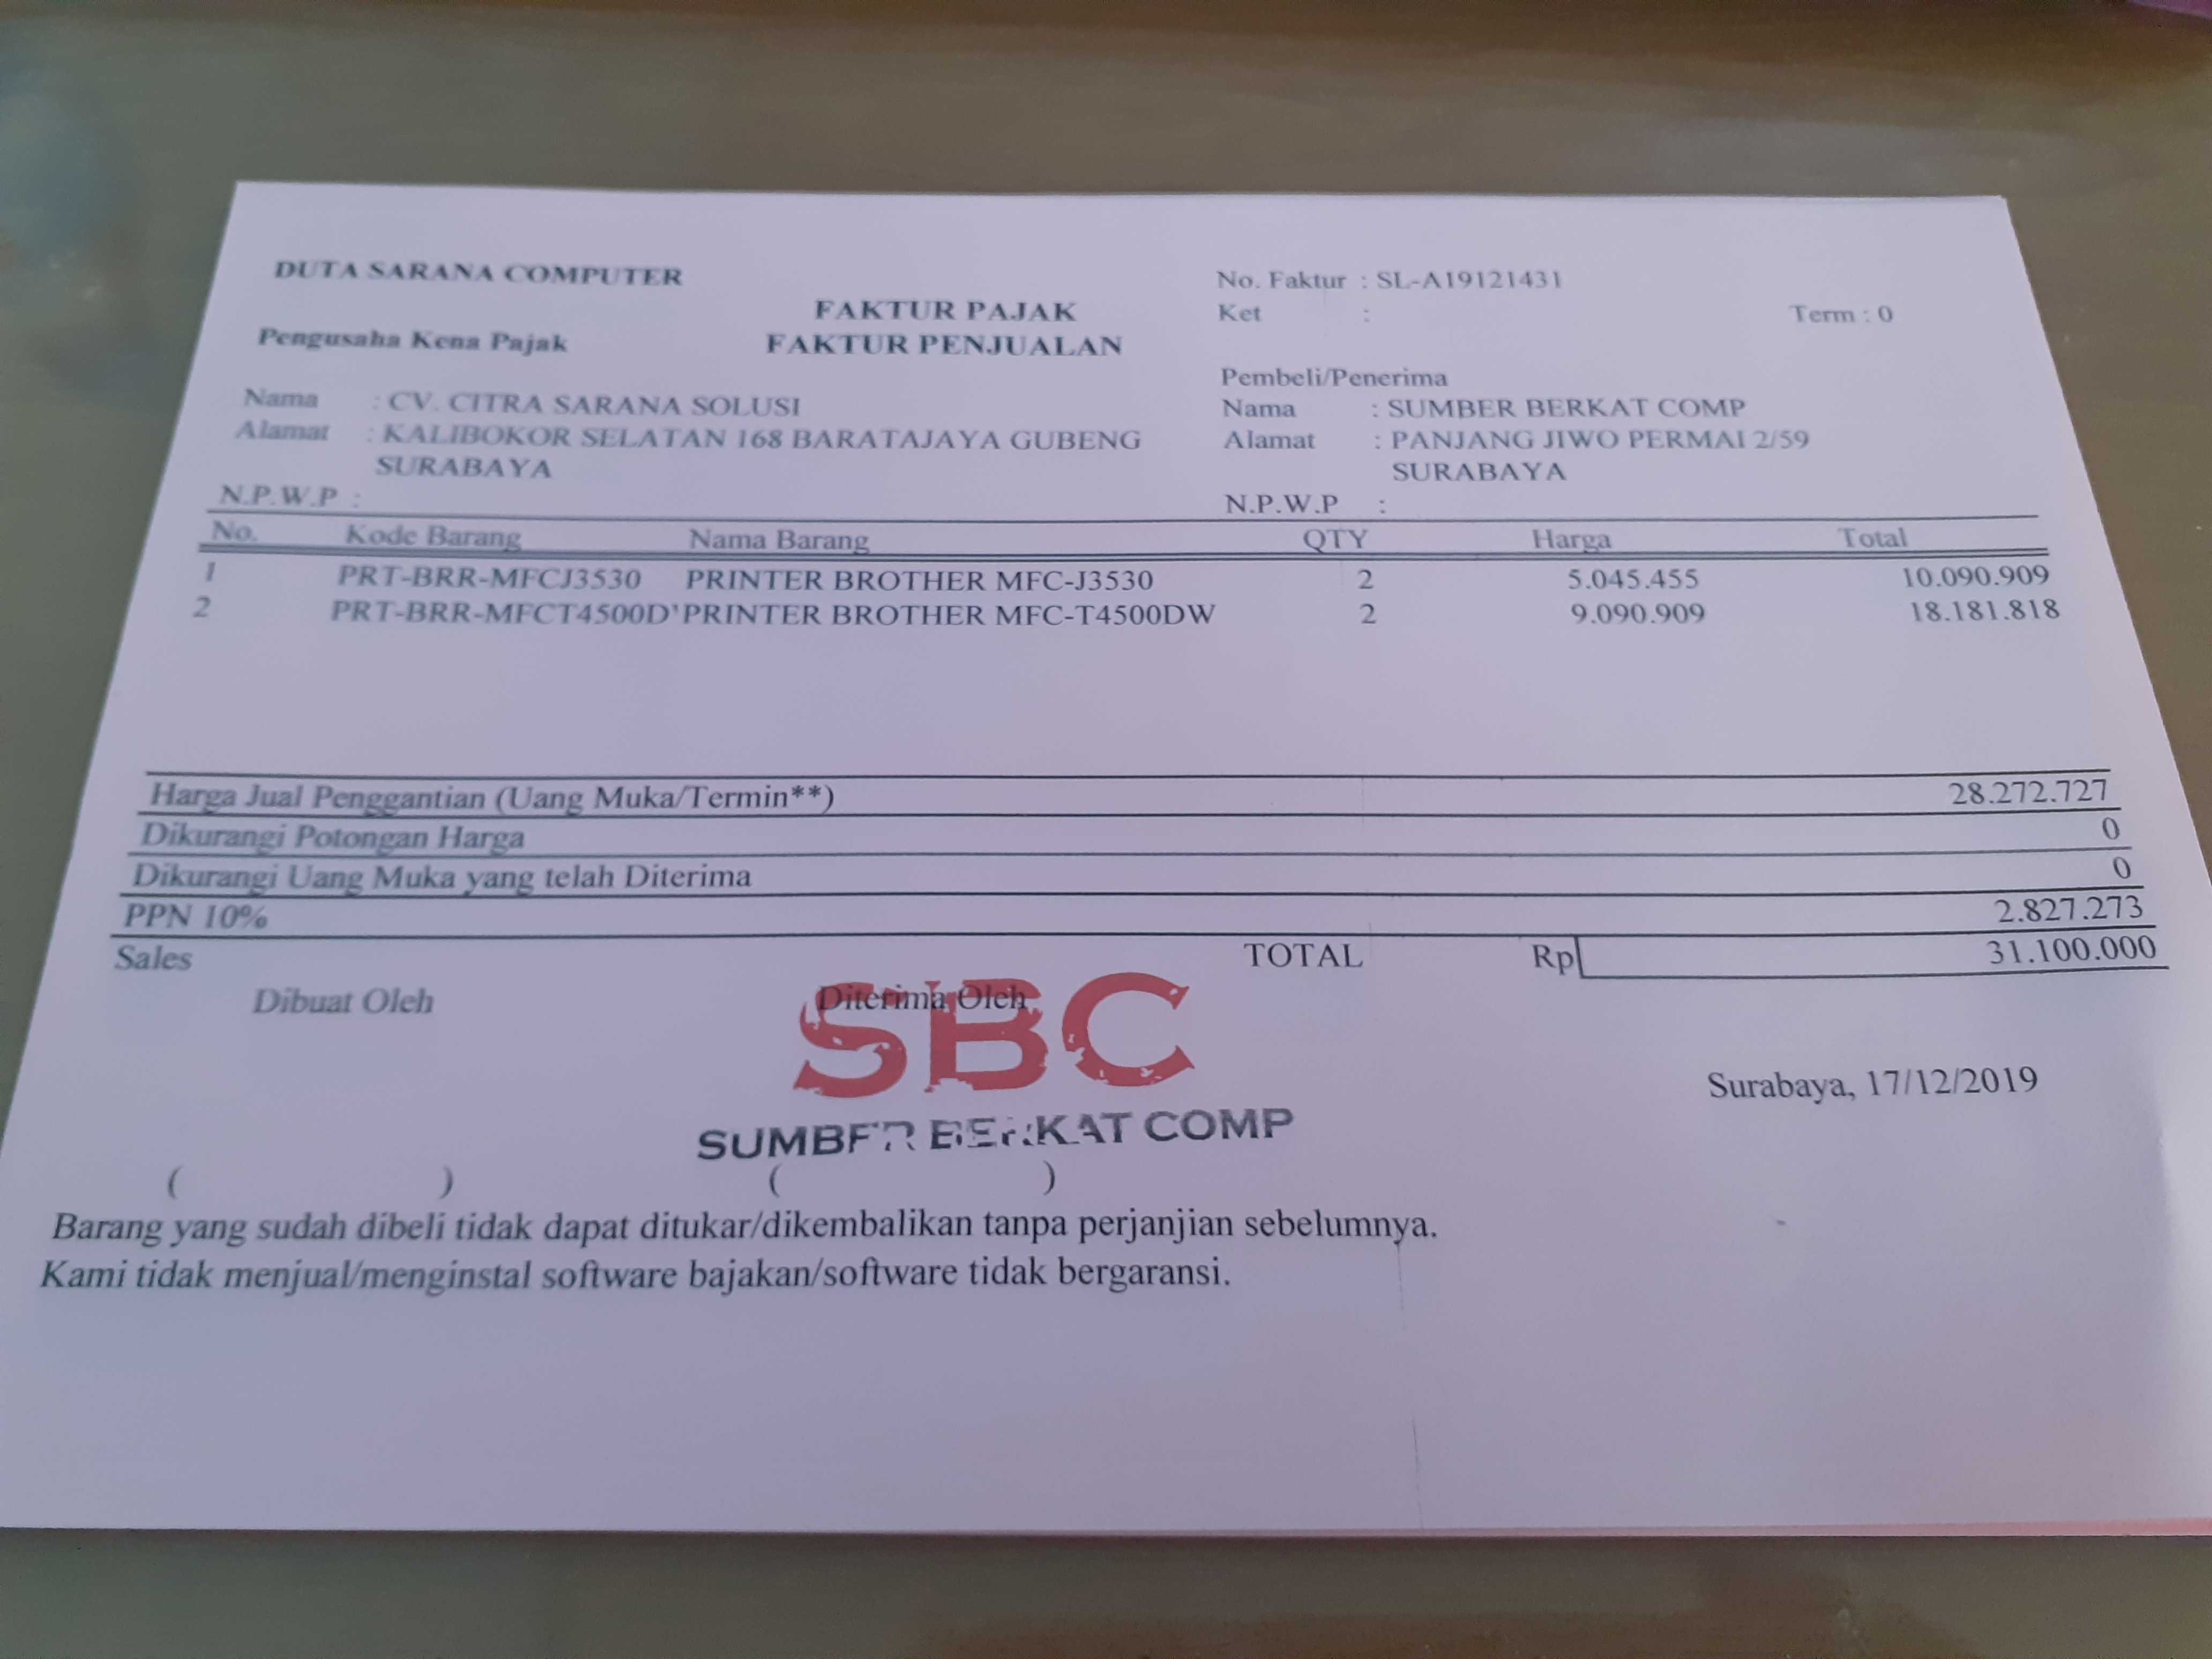 DUTA SARANA COMPUTER
No. Faktur : SL-A19121431
FAKTUR PAJAK
Ket : Term : 0
Pengusaha Kena Pajak
FAKTUR PENJUALAN
Pembeli/Penerima
Nama : CV. CITRA SARANA SOLUSI
Nama : SUMBER BERKAT COMP
Alamat : KALIBOKOR SELATAN 168 BARATAJAYA GUBENG
Alamat : PANJANG JIWO PERMAI 2/59
SURABAYA
SURABAYA
N.P.W.P :
N.P.W.P :
No. Kode Barang Nama Barang QTY Harga Total
1 PRT-BRR-MFCJ3530 PRINTER BROTHER MFC-J3530 2 5.045.455 10.090.909
2 PRT-BRR-MFCT4500D'PRINTER BROTHER MFC-T4500DW 2 9.090.909 18.181.818
Harga Jual Penggantian (Uang Muka/Termin**) 28.272.727
Dikurangi Potongan Harga 0
Dikurangi Uang Muka yang telah Diterima 0
PPN 10% 2.827.273
Sales TOTAL Rp 31.100.000
Dibuat Oleh Diterima Oleh
SBC
Surabaya, 17/12/2019
SUMBER BERKAT COMP
( ) ( )
Barang yang sudah dibeli tidak dapat ditukar/dikembalikan tanpa perjanjian sebelumnya.
Kami tidak menjual/menginstal software bajakan/software tidak bergaransi.